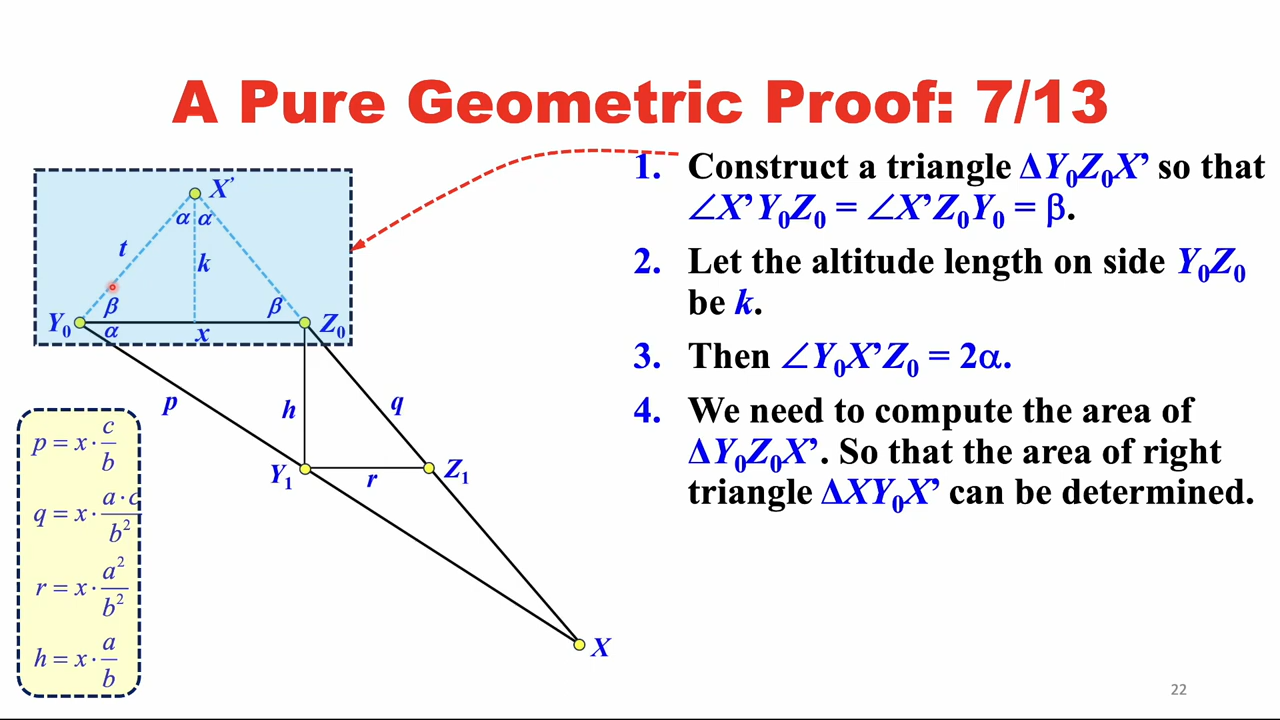 A Pure Geometric Proof: 7/13
1. Construct a triangle ΔY₀Z₀X’ so that
∠X’Y₀Z₀ = ∠X’Z₀Y₀ = β.
2. Let the altitude length on side Y₀Z₀
be k.
3. Then ∠Y₀X’Z₀ = 2α.
4. We need to compute the area of
ΔY₀Z₀X’. So that the area of right
triangle ΔXY₀X’ can be determined.
X’
α α
t
k
β β
Y₀ Z₀
α x
p
h
q
Y₁ r Z₁
X
p = x · c/b
q = x · a·c/b²
r = x · a²/b²
h = x · a/b
22